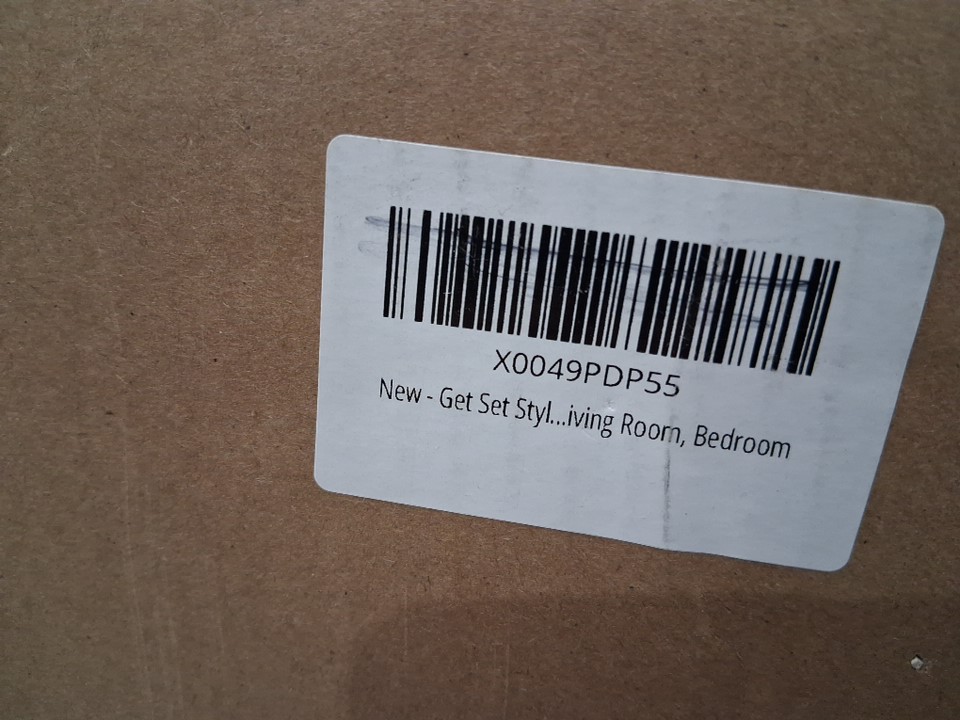 X0049PDP55
New - Get Set Styl...iving Room, Bedroom